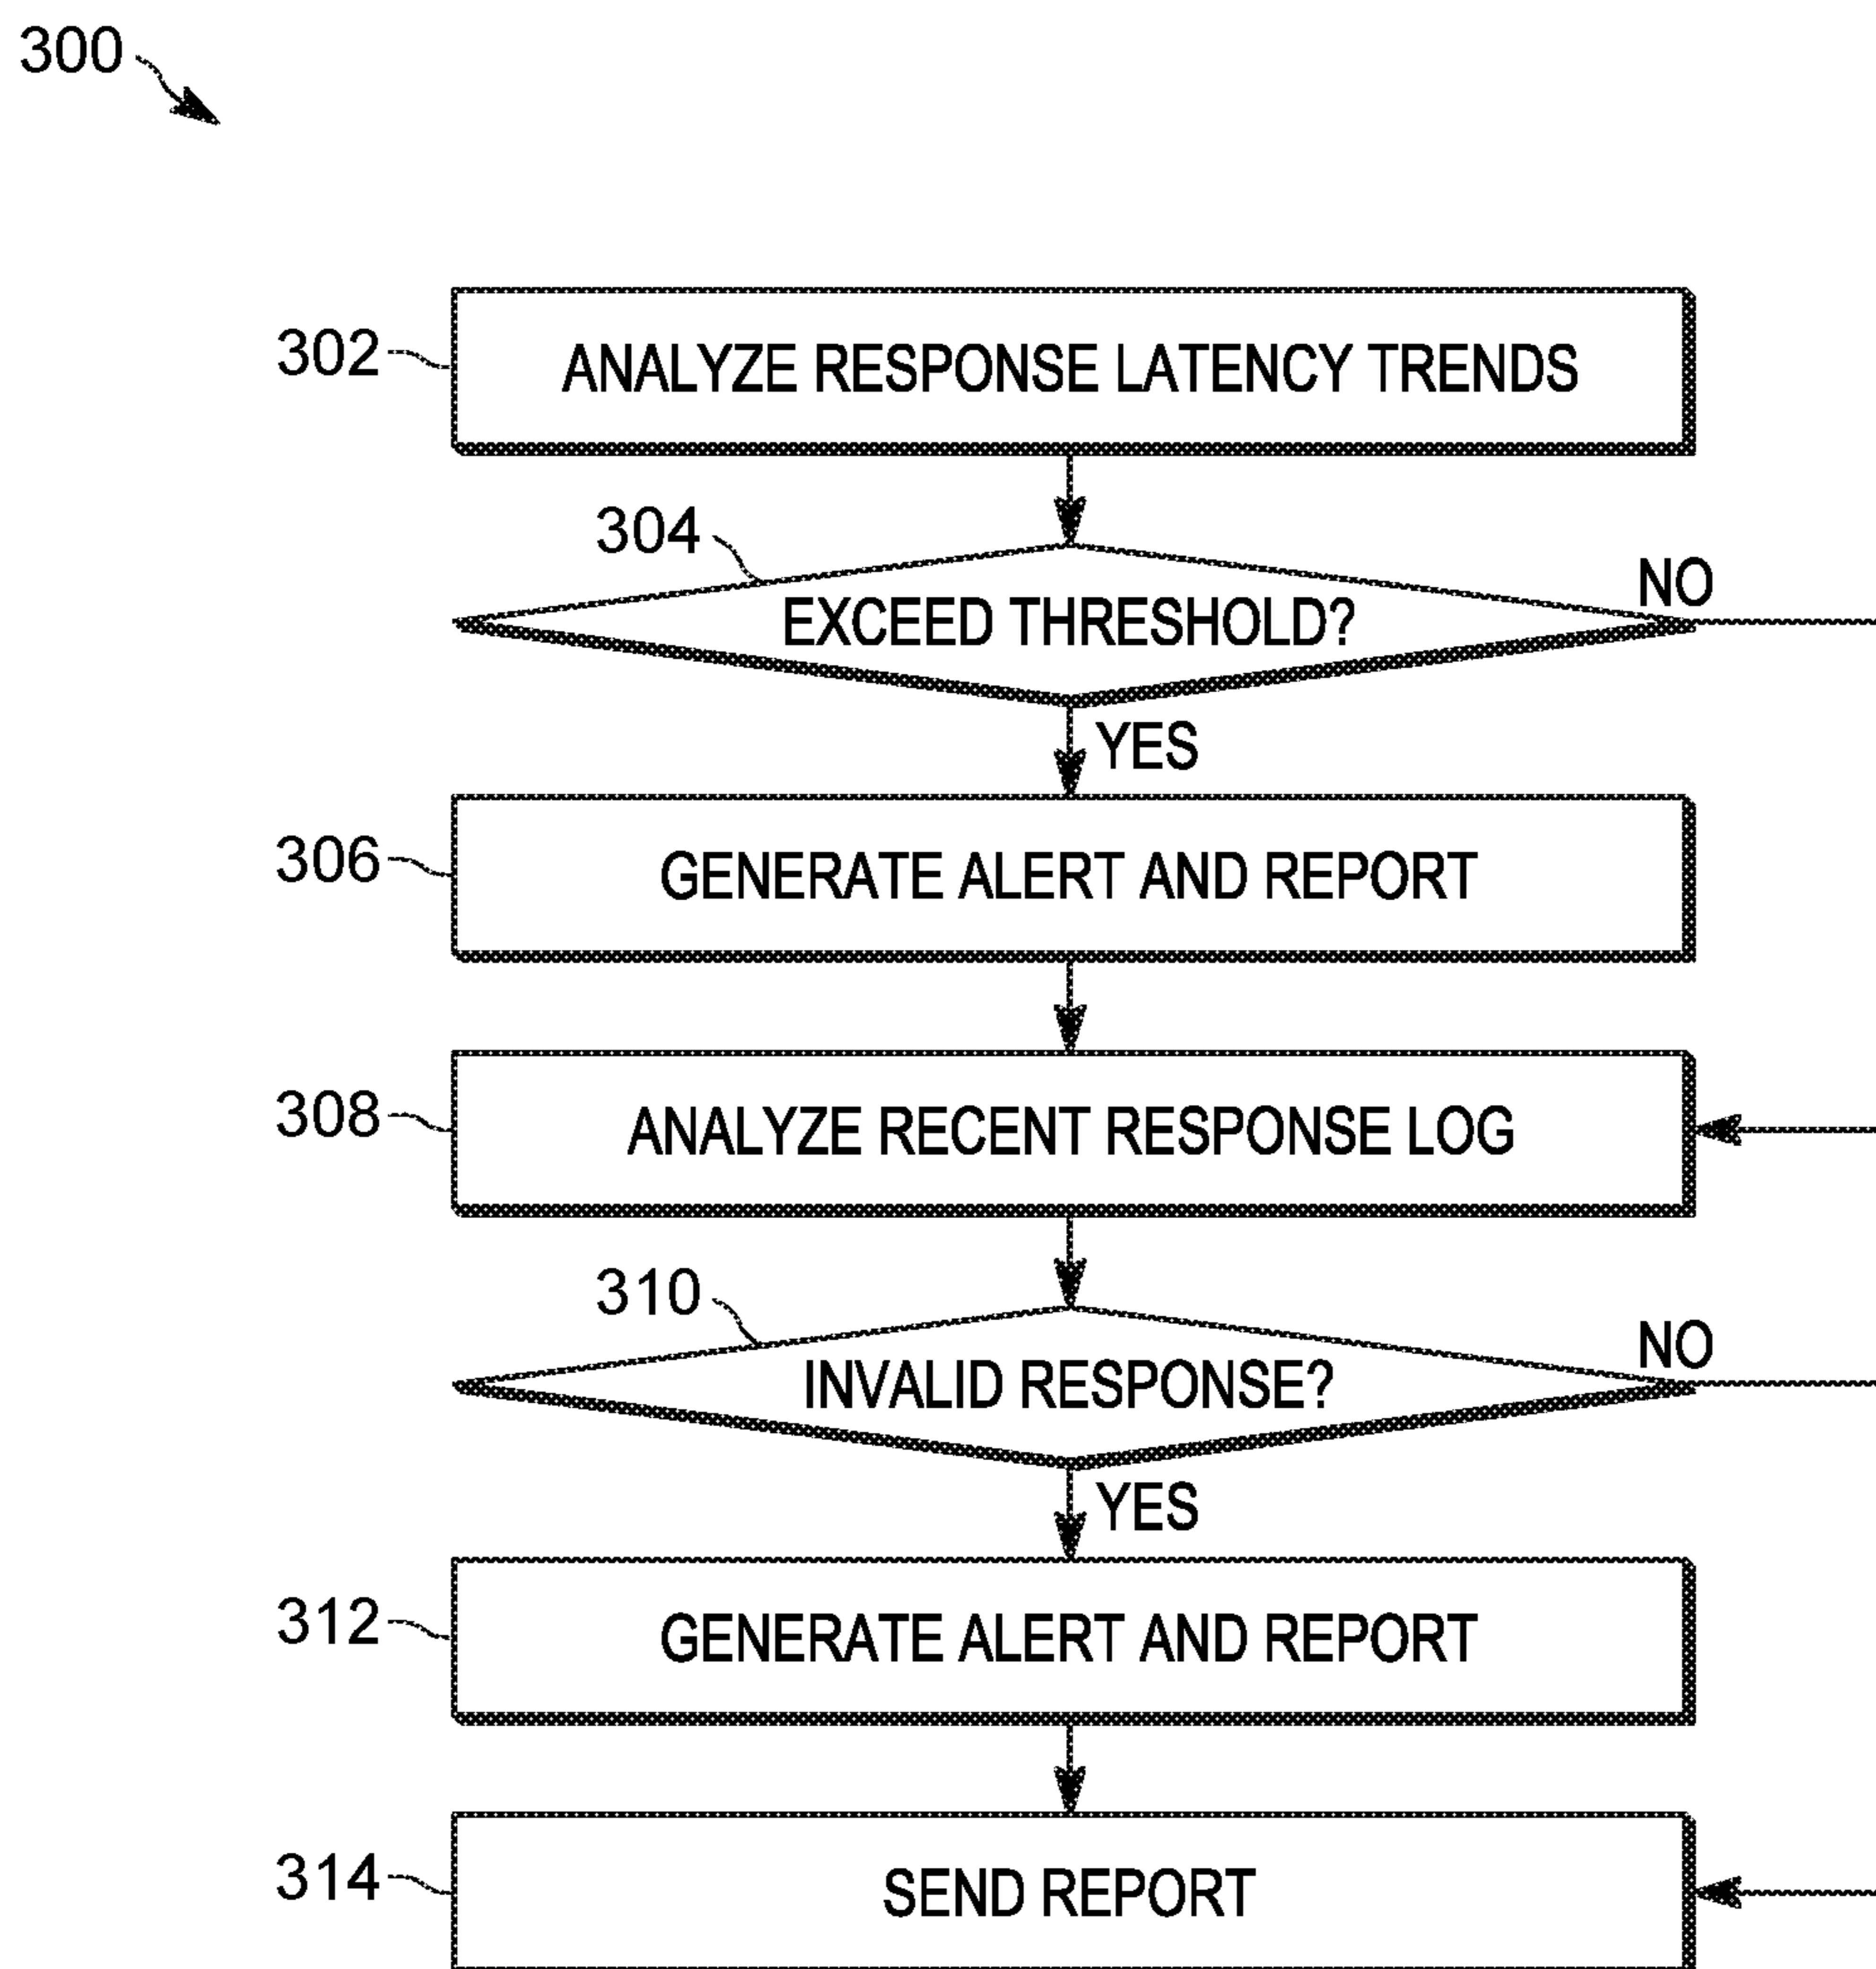 300
302
ANALYZE RESPONSE LATENCY TRENDS
304
EXCEED THRESHOLD?
NO
YES
306
GENERATE ALERT AND REPORT
308
ANALYZE RECENT RESPONSE LOG
310
INVALID RESPONSE?
NO
YES
312
GENERATE ALERT AND REPORT
314
SEND REPORT